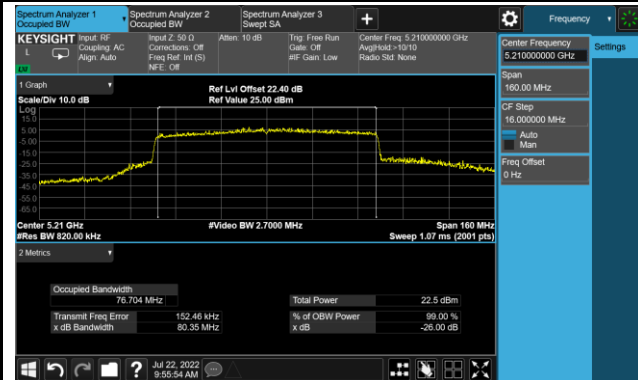 Spectrum Analyzer 1
Occupied BW
Spectrum Analyzer 2
Occupied BW
Spectrum Analyzer 3
Swept SA
+
Frequency
KEYSIGHT
L
Input: RF
Coupling: AC
Align: Auto
Input Z: 50 Ω
Corrections: Off
Freq Ref: Int (S)
NFE: Off
Atten: 10 dB
Trig: Free Run
Gate: Off
#IF Gain: Low
Center Freq: 5.210000000 GHz
Avg|Hold:>10/10
Radio Std: None
Center Frequency
5.210000000 GHz
Settings
Span
160.00 MHz
CF Step
16.000000 MHz
Auto
Man
Freq Offset
0 Hz
1 Graph
Scale/Div 10.0 dB
Ref Lvl Offset 22.40 dB
Ref Value 25.00 dBm
Log
15.0
5.00
-5.00
-15.0
-25.0
-35.0
-45.0
-55.0
-65.0
Center 5.21 GHz
#Video BW 2.7000 MHz
Span 160 MHz
#Res BW 820.00 kHz
Sweep 1.07 ms (2001 pts)
2 Metrics
Occupied Bandwidth
76.704 MHz
Total Power 22.5 dBm
Transmit Freq Error 152.46 kHz
% of OBW Power 99.00 %
x dB Bandwidth 80.35 MHz
x dB -26.00 dB
?
Jul 22, 2022
9:55:54 AM